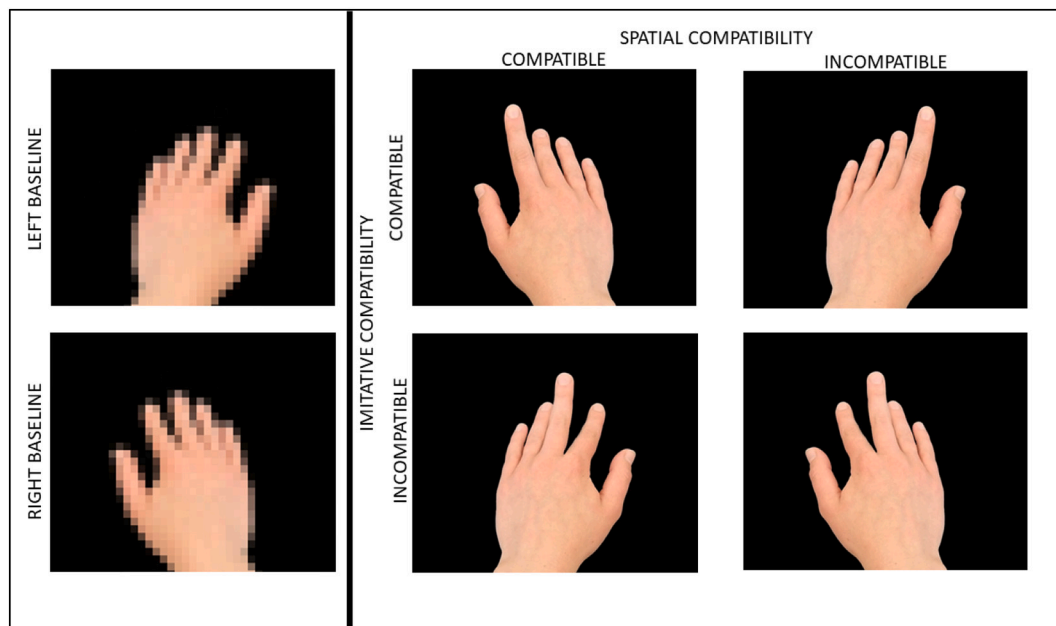 SPATIAL COMPATIBILITY
COMPATIBLE
INCOMPATIBLE
LEFT BASELINE
RIGHT BASELINE
IMITATIVE COMPATIBILITY
COMPATIBLE
INCOMPATIBLE